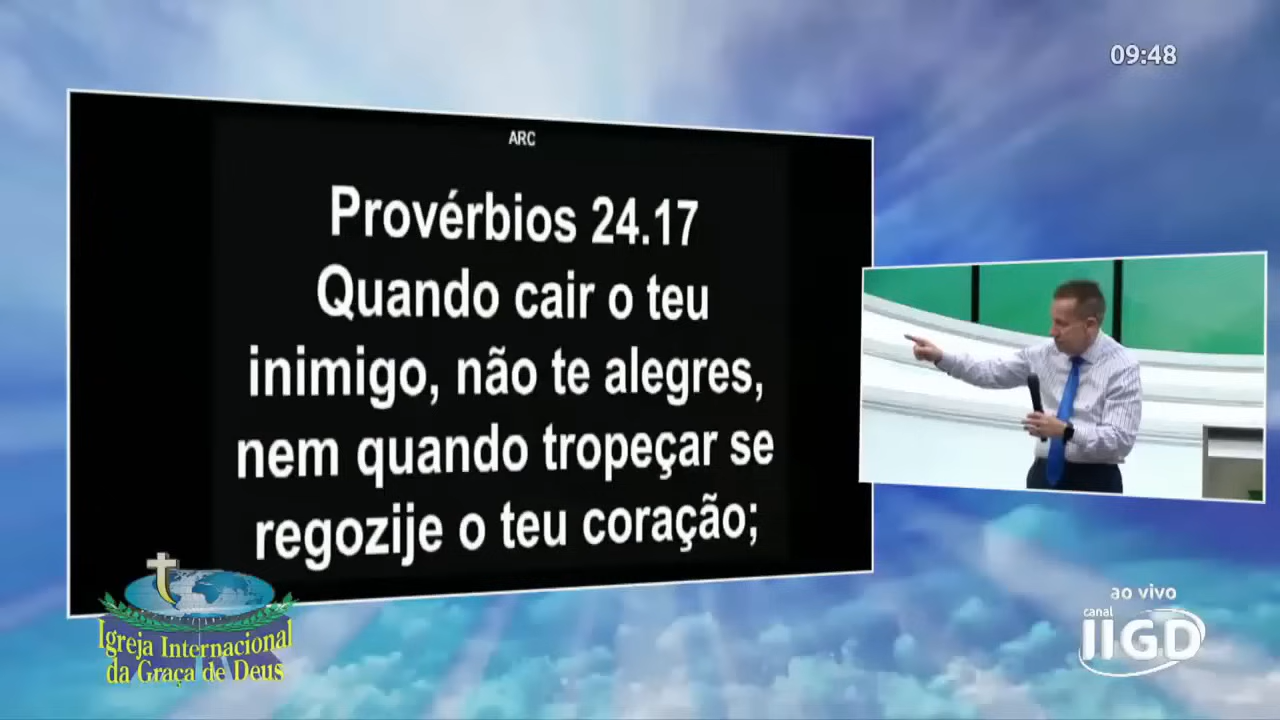 09:48
ARC
Provérbios 24.17
Quando cair o teu
inimigo, não te alegres,
nem quando tropeçar se
regozije o teu coração;
Igreja Internacional
da Graça de Deus
ao vivo
canal
IIGD